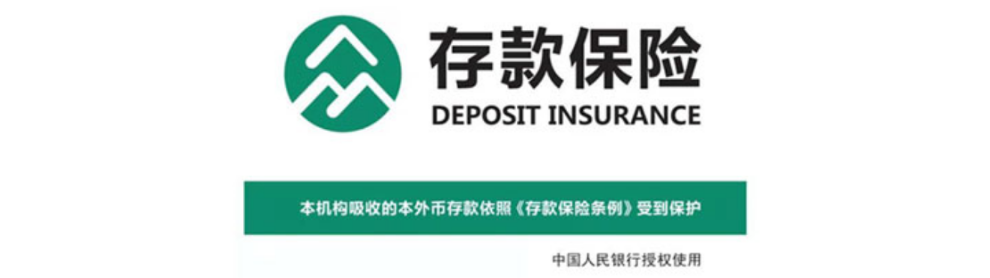 存款保险
DEPOSIT INSURANCE
本机构吸收的本外币存款依照《存款保险条例》受到保护
中国人民银行授权使用